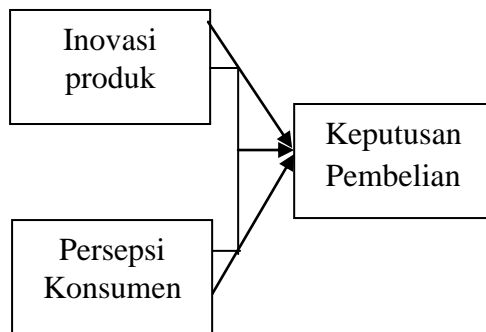 Inovasi
produk
Keputusan
Pembelian
Persepsi
Konsumen